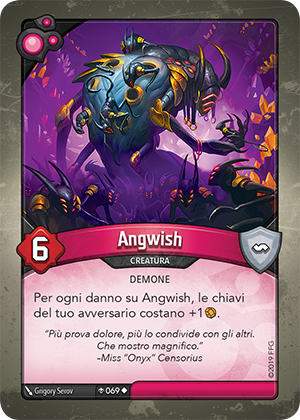 Angwish
6
CREATURA
DEMONE
Per ogni danno su Angwish, le chiavi
del tuo avversario costano +1.
“Più prova dolore, più lo condivide con gli altri.
Che mostro magnifico.”
-Miss “Onyx” Censorius
©2019 FFG
Grigory Serov
069